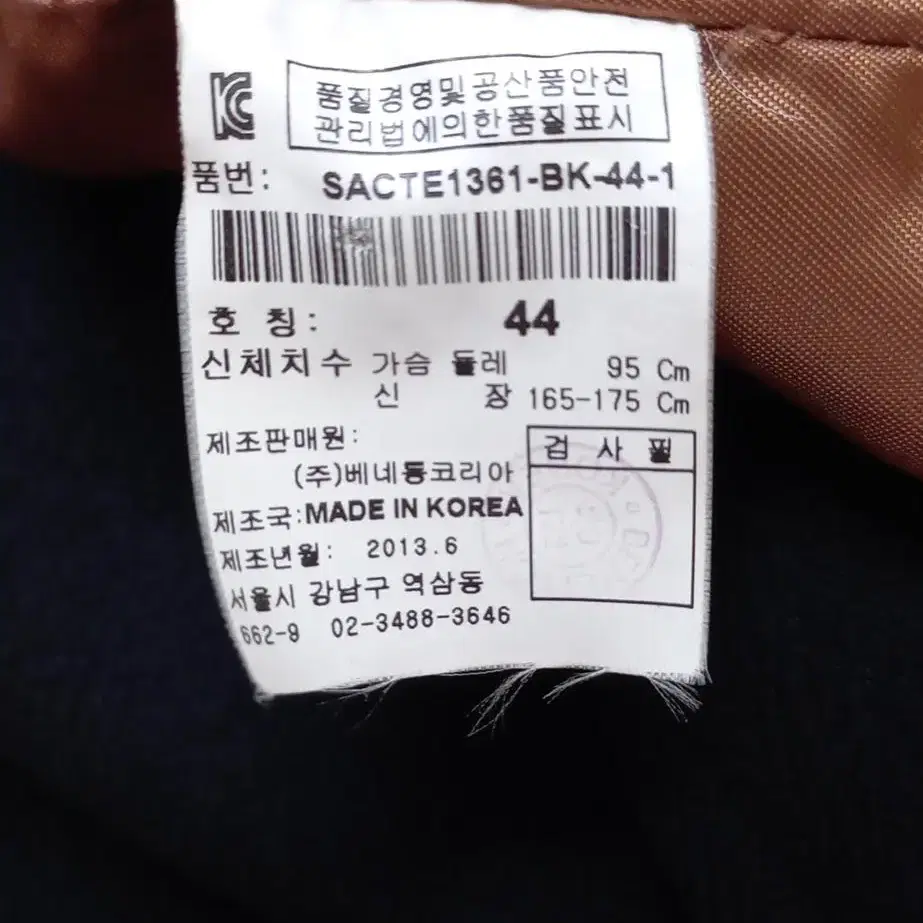 KC
품질경영및공산품안전
관리법에의한품질표시
품번: SACTE1361-BK-44-1
호 칭: 44
신체치수 가슴 둘레 95 Cm
신 장 165-175 Cm
제조판매원:
(주)베네통코리아
검 사 필
제조국:MADE IN KOREA
제조년월: 2013.6
서울시 강남구 역삼동
662-9 02-3488-3646